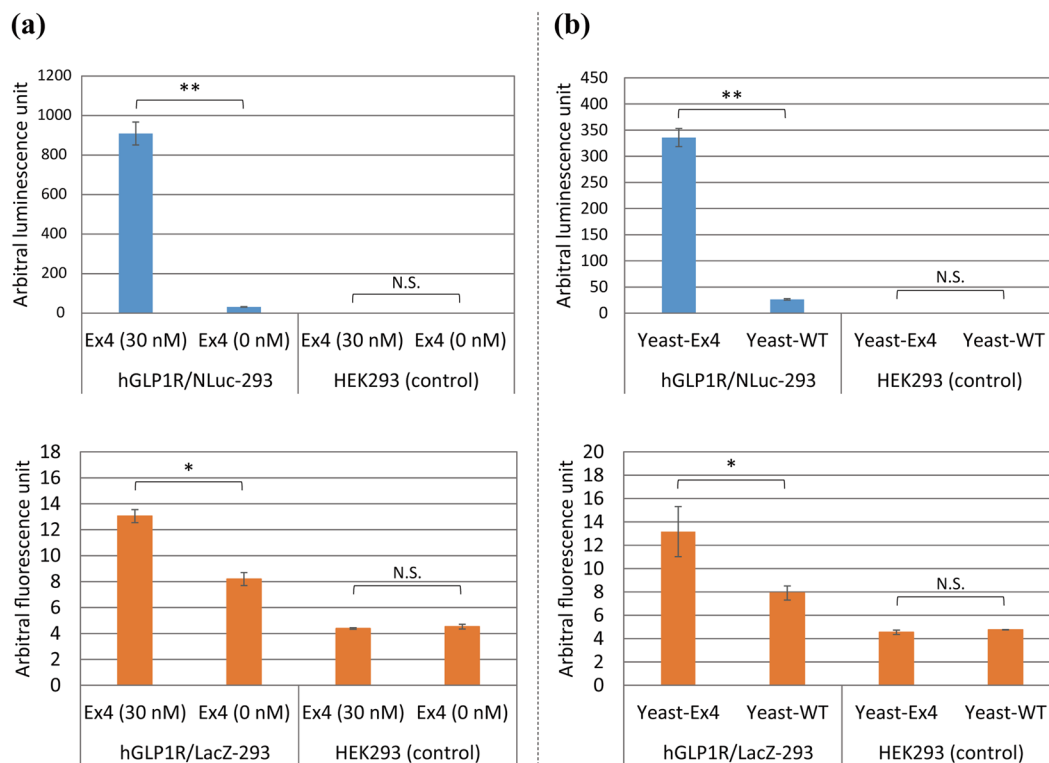 (a)
Arbitral luminescence unit
1200
1000
800
600
400
200
0
**
N.S.
Ex4 (30 nM) Ex4 (0 nM) Ex4 (30 nM) Ex4 (0 nM)
hGLP1R/NLuc-293 HEK293 (control)
(b)
Arbitral luminescence unit
450
400
350
300
250
200
150
100
50
0
**
N.S.
Yeast-Ex4 Yeast-WT Yeast-Ex4 Yeast-WT
hGLP1R/NLuc-293 HEK293 (control)
Arbitral fluorescence unit
18
16
14
12
10
8
6
4
2
0
*
N.S.
Ex4 (30 nM) Ex4 (0 nM) Ex4 (30 nM) Ex4 (0 nM)
hGLP1R/LacZ-293 HEK293 (control)
Arbitral fluorescence unit
20
18
16
14
12
10
8
6
4
2
0
*
N.S.
Yeast-Ex4 Yeast-WT Yeast-Ex4 Yeast-WT
hGLP1R/LacZ-293 HEK293 (control)